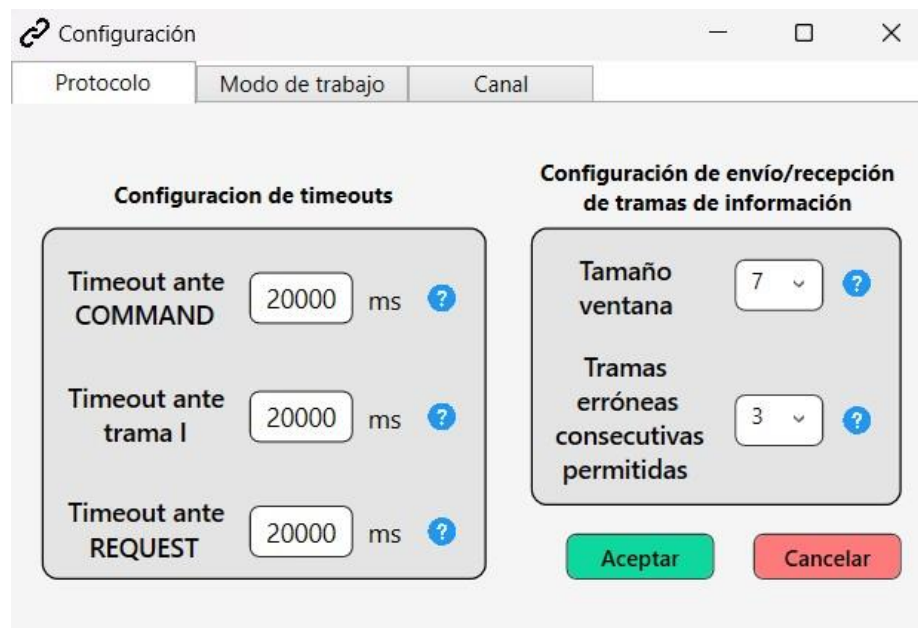 Configuración
Protocolo
Modo de trabajo
Canal
Configuracion de timeouts
Timeout ante
COMMAND
20000
ms
?
Timeout ante
trama I
20000
ms
?
Timeout ante
REQUEST
20000
ms
?
Configuración de envío/recepción
de tramas de información
Tamaño
ventana
7
?
Tramas
erróneas
consecutivas
permitidas
3
?
Aceptar
Cancelar